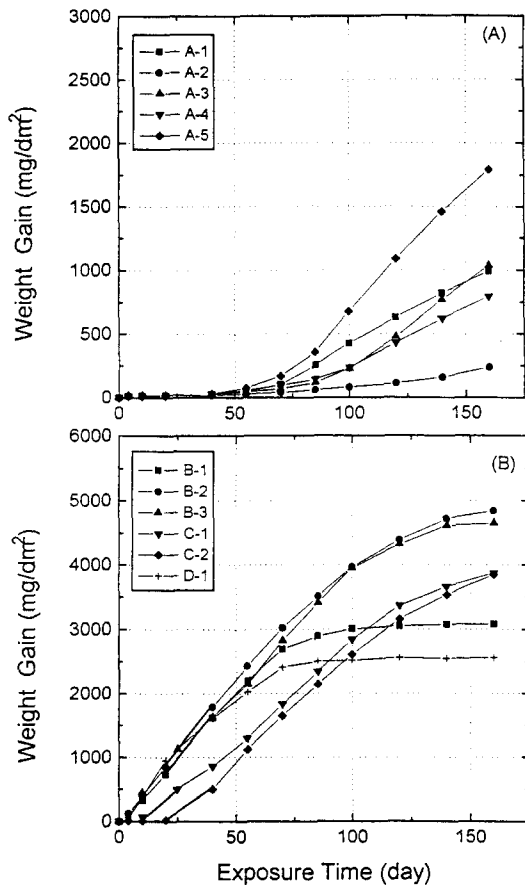 (A)
3000
2500
2000
1500
1000
500
0
Weight Gain (mg/dm²)
A-1
A-2
A-3
A-4
A-5
0 50 100 150
(B)
6000
5000
4000
3000
2000
1000
0
Weight Gain (mg/dm²)
B-1
B-2
B-3
C-1
C-2
D-1
0 50 100 150
Exposure Time (day)